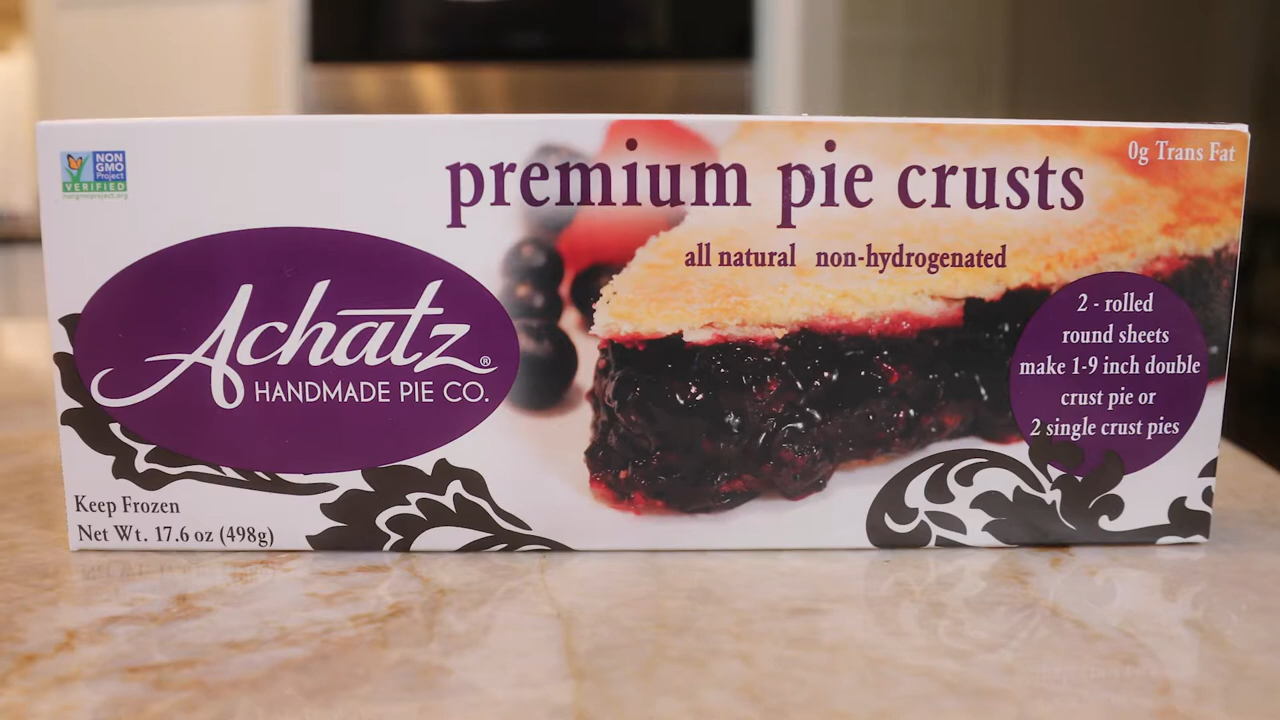 NON
GMO
Project
VERIFIED
nongmoproject.org
premium pie crusts
0g Trans Fat
all natural non-hydrogenated
Achatz®
HANDMADE PIE CO.
2 - rolled
round sheets
make 1-9 inch double
crust pie or
2 single crust pies
Keep Frozen
Net Wt. 17.6 oz (498g)